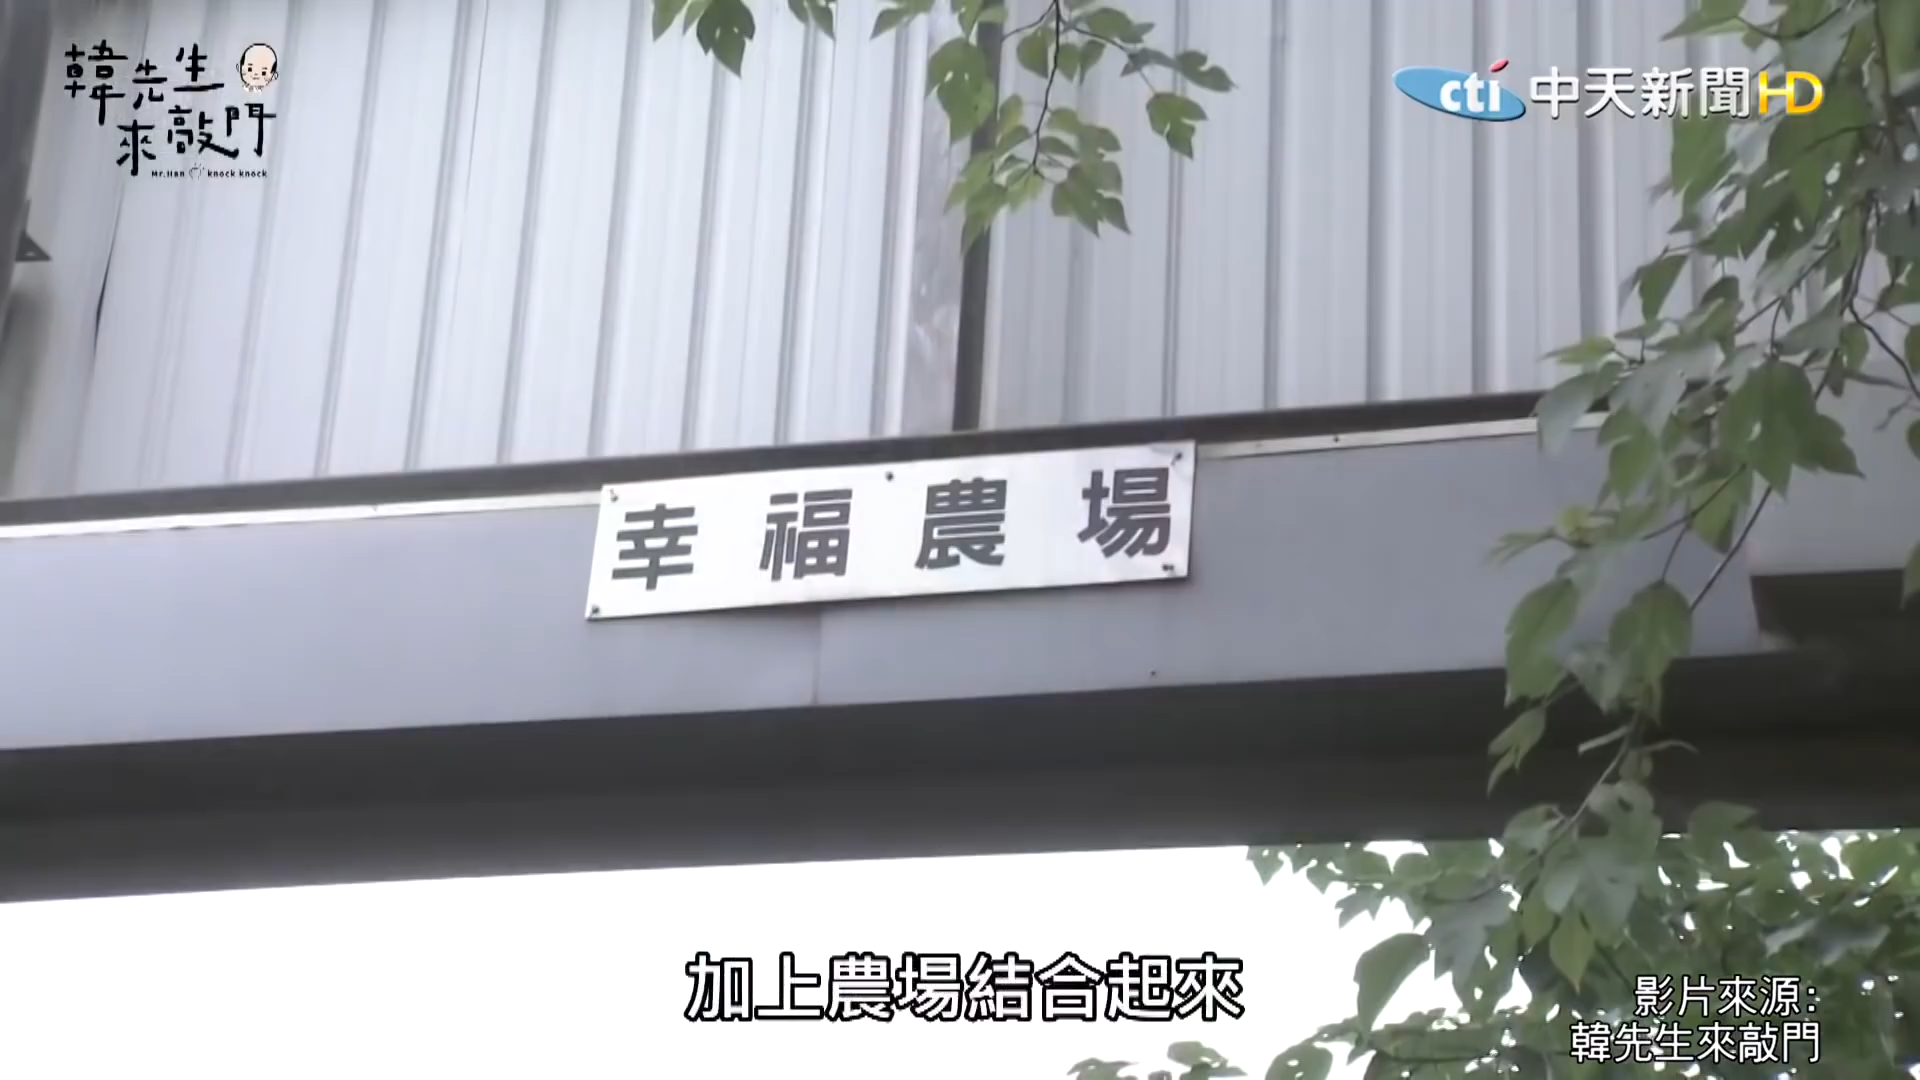 韓先生
來敲門
Mr.Han knock knock
cti 中天新聞HD
幸福農場
加上農場結合起來
影片來源:
韓先生來敲門